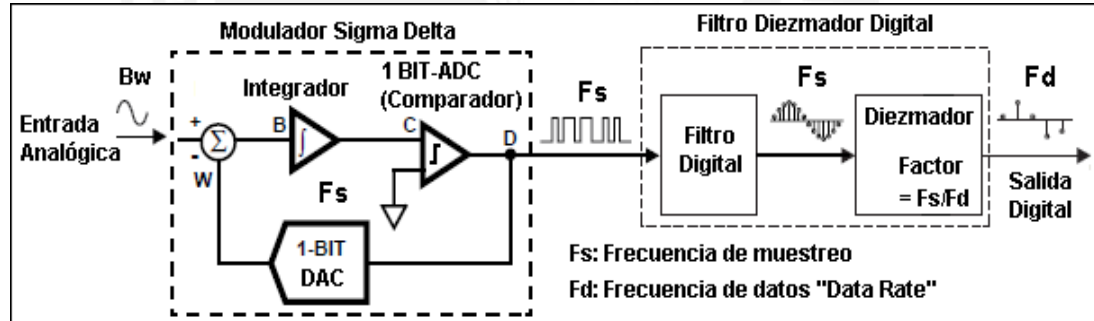 Modulador Sigma Delta
Filtro Diezmador Digital
Bw
Entrada
Analógica
+
-
Σ
W
B
Integrador
∫
Fs
C
1 BIT-ADC
(Comparador)
D
1-BIT
DAC
Fs
Filtro
Digital
Fs
Diezmador
Factor
= Fs/Fd
Fd
Salida
Digital
Fs: Frecuencia de muestreo
Fd: Frecuencia de datos "Data Rate"